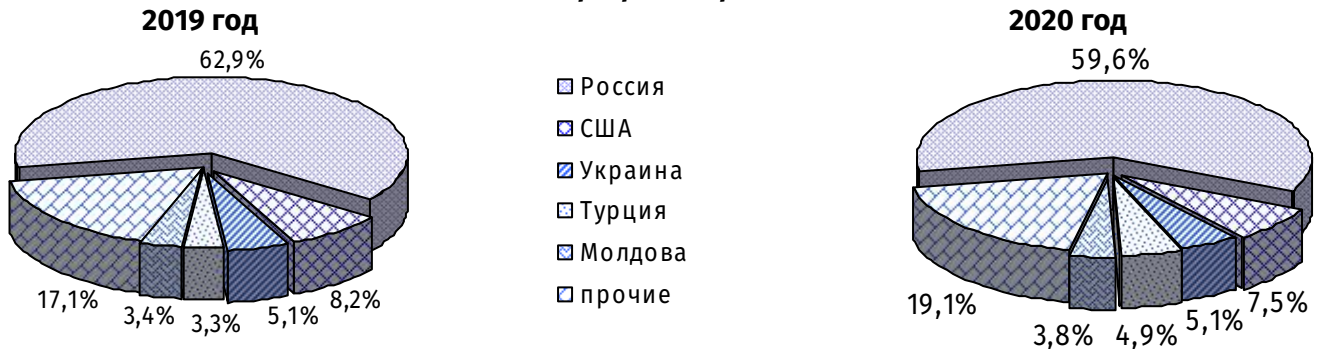 2019 год
62,9%
17,1%
3,4%
3,3%
5,1%
8,2%
Россия
США
Украина
Турция
Молдова
прочие
2020 год
59,6%
19,1%
3,8%
4,9%
5,1%
7,5%